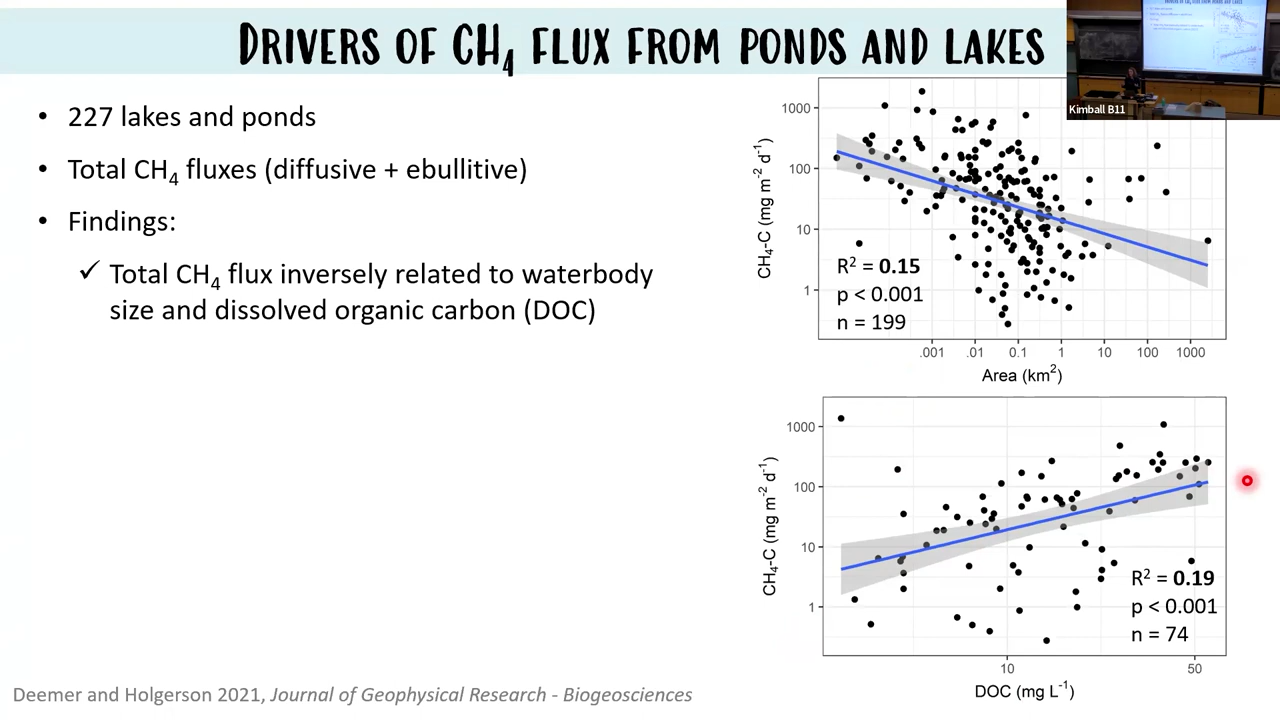 DRIVERS OF CH₄ FLUX FROM PONDS AND LAKES
Kimball B11
• 227 lakes and ponds
• Total CH₄ fluxes (diffusive + ebullitive)
• Findings:
✓ Total CH₄ flux inversely related to waterbody
size and dissolved organic carbon (DOC)
CH₄-C (mg m⁻² d⁻¹)
1000
100
10
1
R² = 0.15
p < 0.001
n = 199
.001 .01 0.1 1 10 100 1000
Area (km²)
CH₄-C (mg m⁻² d⁻¹)
1000
100
10
1
R² = 0.19
p < 0.001
n = 74
10 50
DOC (mg L⁻¹)
Deemer and Holgerson 2021, Journal of Geophysical Research - Biogeosciences